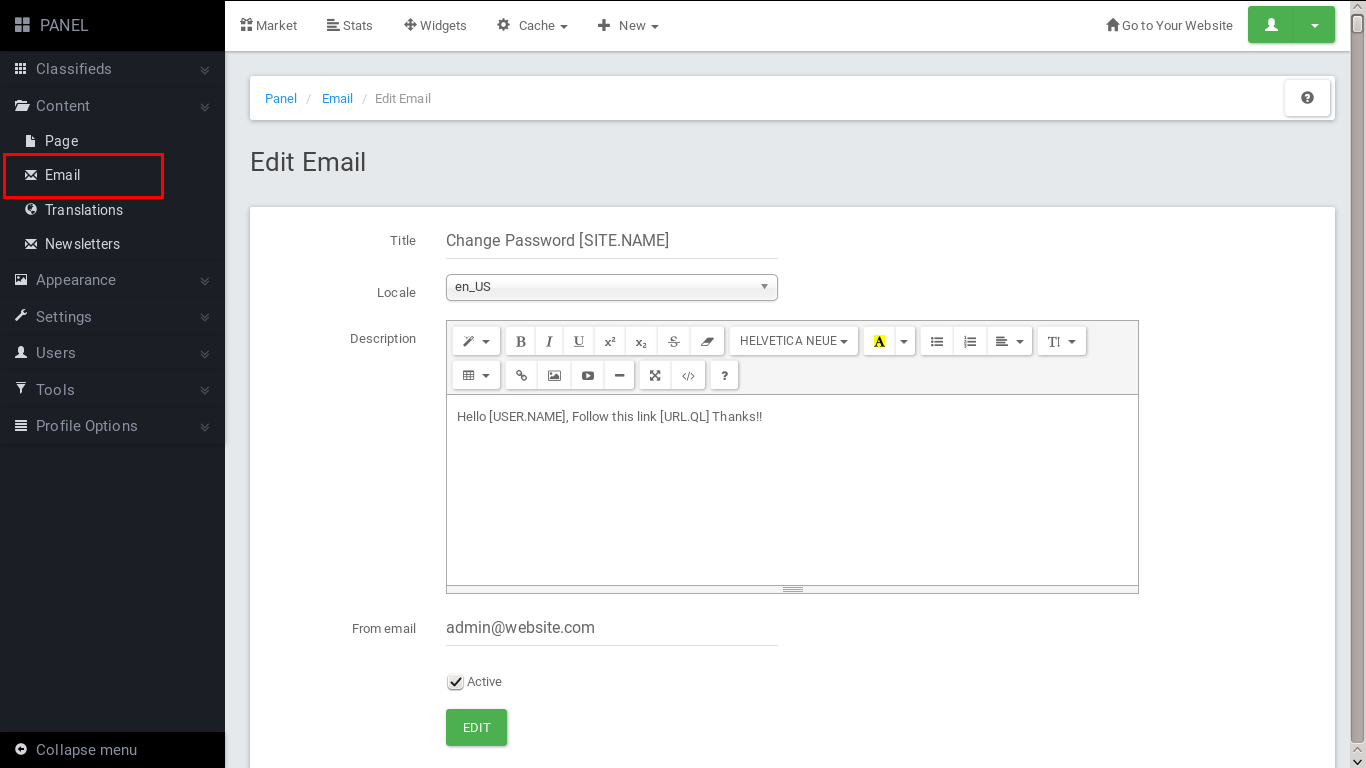 PANEL
Market Stats Widgets Cache New Go to Your Website
Classifieds
Content
Page
Email
Translations
Newsletters
Appearance
Settings
Users
Tools
Profile Options
Collapse menu
Panel / Email / Edit Email
Edit Email
Title Change Password [SITE.NAME]
Locale en_US
Description
B I U x² x₂ S HELVETICA NEUE A TI
</> ?
Hello [USER.NAME], Follow this link [URL.QL] Thanks!!
From email admin@website.com
Active
EDIT